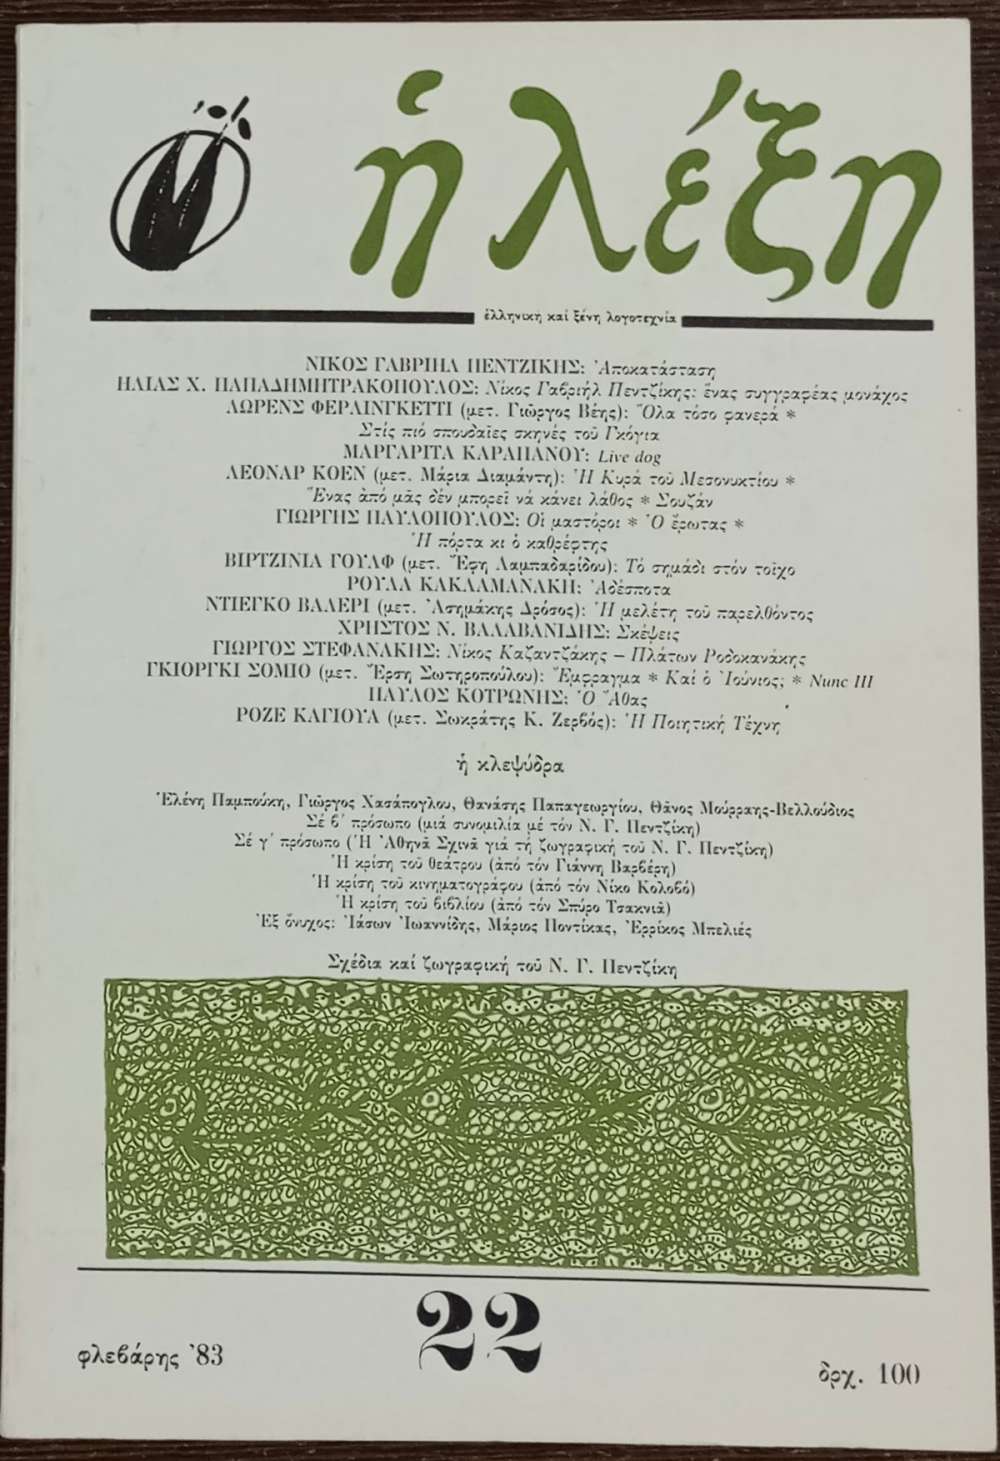 ἡ λέξη
ἑλληνική καί ξένη λογοτεχνία
ΝΙΚΟΣ ΓΑΒΡΙΗΛ ΠΕΝΤΖΙΚΗΣ: Ἀποκατάσταση
ΗΛΙΑΣ Χ. ΠΑΠΑΔΗΜΗΤΡΑΚΟΠΟΥΛΟΣ: Νίκος Γαβριήλ Πεντζίκης: ἕνας συγγραφέας μονάχος
ΛΩΡΕΝΣ ΦΕΡΛΙΝΓΚΕΤΤΙ (μετ. Γιῶργος Βέης): Ὅλα τόσο φανερά *
Στίς πιό σπουδαῖες σκηνές τοῦ Γκόγια
ΜΑΡΓΑΡΙΤΑ ΚΑΡΑΠΑΝΟΥ: Live dog
ΛΕΟΝΑΡ ΚΟΕΝ (μετ. Μάρια Διαμάντη): Ἡ Κυρά τοῦ Μεσονυκτίου *
Ἕνας ἀπό μᾶς δέν μπορεῖ νά κάνει λάθος * Σουζάν
ΓΙΩΡΓΗΣ ΠΑΥΛΟΠΟΥΛΟΣ: Οἱ μαστόροι * Ὁ ἔρωτας *
Ἡ πόρτα κι ὁ καθρέφτης
ΒΙΡΤΖΙΝΙΑ ΓΟΥΛΦ (μετ. Ἔφη Λαμπαδαρίδου): Τό σημάδι στόν τοῖχο
ΡΟΥΛΑ ΚΑΚΛΑΜΑΝΑΚΗ: Ἀδέσποτα
ΝΤΙΕΓΚΟ ΒΑΛΕΡΙ (μετ. Ἀσημάκης Δρόσος): Ἡ μελέτη τοῦ παρελθόντος
ΧΡΗΣΤΟΣ Ν. ΒΑΛΑΒΑΝΙΔΗΣ: Σκέψεις
ΓΙΩΡΓΟΣ ΣΤΕΦΑΝΑΚΗΣ: Νίκος Καζαντζάκης – Πλάτων Ροδοκανάκης
ΓΚΙΟΡΓΚΙ ΣΟΜΙΟ (μετ. Ἔρση Σωτηροπούλου): Ἔμφραγμα * Καί ὁ Ἰούνιος; * Nunc III
ΠΑΥΛΟΣ ΚΟΤΡΩΝΗΣ: Ὁ Ἄθας
ΡΟΖΕ ΚΑΓΙΟΥΑ (μετ. Σωκράτης Κ. Ζερβός): Ἡ Ποιητική Τέχνη
ἡ κλεψύδρα
Ἑλένη Παμπούκη, Γιῶργος Χασάπογλου, Θανάσης Παπαγεωργίου, Θᾶνος Μούρραης-Βελλούδιος
Σέ β΄ πρόσωπο (μιά συνομιλία μέ τόν Ν. Γ. Πεντζίκη)
Σέ γ΄ πρόσωπο (Ἡ Ἀθηνᾶ Σχινᾶ γιά τή ζωγραφική τοῦ Ν. Γ. Πεντζίκη)
Ἡ κρίση τοῦ θεάτρου (ἀπό τόν Γιάννη Βαρβέρη)
Ἡ κρίση τοῦ κινηματογράφου (ἀπό τόν Νίκο Κολοβό)
Ἡ κρίση τοῦ βιβλίου (ἀπό τόν Σπύρο Τσακνιᾶ)
Ἐξ ὄνυχος: Ἰάσων Ἰωαννίδης, Μάριος Ποντίκας, Ἐρρίκος Μπελιές
Σχέδια καί ζωγραφική τοῦ Ν. Γ. Πεντζίκη
22
φλεβάρης '83
δρχ. 100